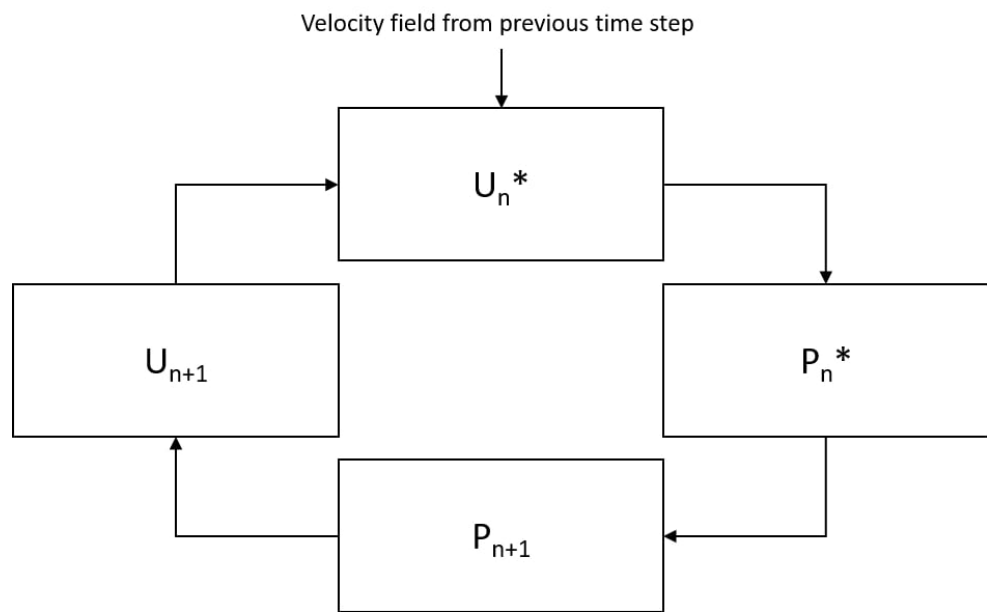 Velocity field from previous time step
Uₙ*
Uₙ₊₁
Pₙ*
Pₙ₊₁